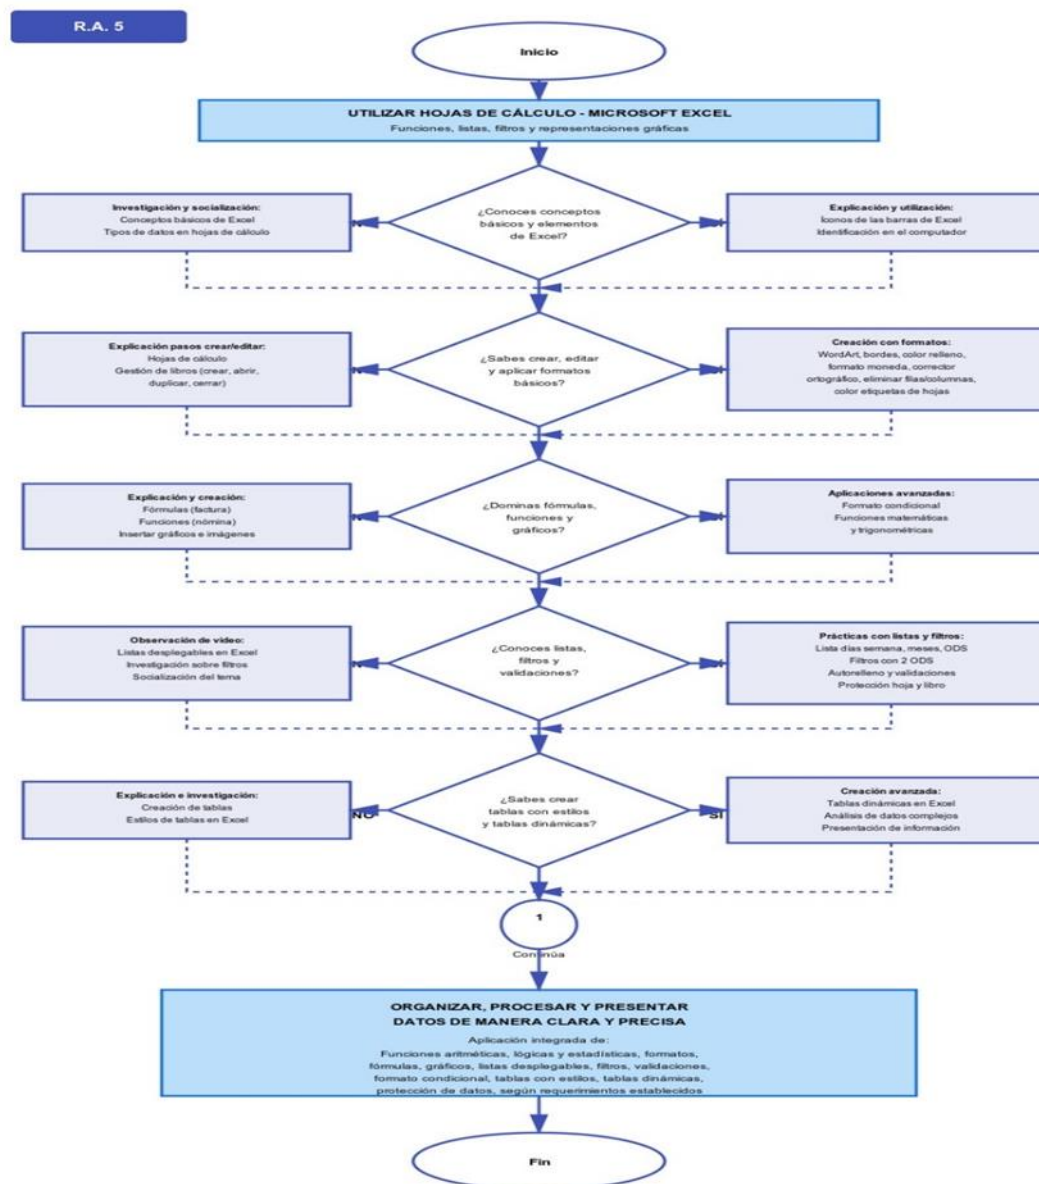 R.A. 5
Inicio
UTILIZAR HOJAS DE CÁLCULO - MICROSOFT EXCEL
Funciones, listas, filtros y representaciones gráficas
Investigación y socialización:
Conceptos básicos de Excel
Tipos de datos en hojas de cálculo
¿Conoces conceptos
básicos y elementos
de Excel?
Explicación y utilización:
Íconos de las barras de Excel
Identificación en el computador
Explicación pasos crear/editar:
Hojas de cálculo
Gestión de libros (crear, abrir,
duplicar, cerrar)
¿Sabes crear, editar
y aplicar formatos
básicos?
Creación con formatos:
WordArt, bordes, color relleno,
formato moneda, corrector
ortográfico, eliminar filas/columnas,
color etiquetas de hojas
Explicación y creación:
Fórmulas (factura)
Funciones (nómina)
Insertar gráficos e imágenes
¿Dominas fórmulas,
funciones y
gráficos?
Aplicaciones avanzadas:
Formato condicional
Funciones matemáticas
y trigonométricas
Observación de video:
Listas desplegables en Excel
Investigación sobre filtros
Socialización del tema
¿Conoces listas,
filtros y
validaciones?
Prácticas con listas y filtros:
Lista días semana, meses, ODS
Filtros con 2 ODS
Autorelleno y validaciones
Protección hoja y libro
Explicación e investigación:
Creación de tablas
Estilos de tablas en Excel
NO
¿Sabes crear
tablas con estilos
y tablas dinámicas?
SI
Creación avanzada:
Tablas dinámicas en Excel
Análisis de datos complejos
Presentación de información
1
Continúa
ORGANIZAR, PROCESAR Y PRESENTAR
DATOS DE MANERA CLARA Y PRECISA
Aplicación integrada de:
Funciones aritméticas, lógicas y estadísticas, formatos,
fórmulas, gráficos, listas desplegables, filtros, validaciones,
formato condicional, tablas con estilos, tablas dinámicas,
protección de datos, según requerimientos establecidos
Fin